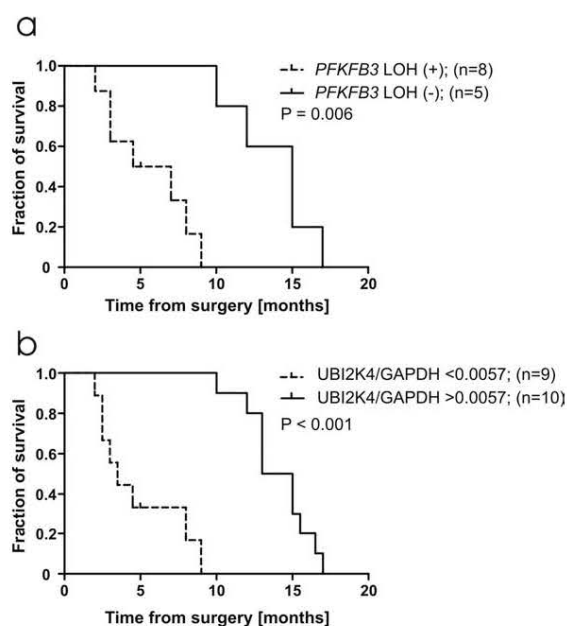 a
PFKFB3 LOH (+); (n=8)
PFKFB3 LOH (-); (n=5)
P = 0.006
Fraction of survival
1.0
0.8
0.6
0.4
0.2
0
0 5 10 15 20
Time from surgery [months]
b
UBI2K4/GAPDH <0.0057; (n=9)
UBI2K4/GAPDH >0.0057; (n=10)
P < 0.001
Fraction of survival
1.0
0.8
0.6
0.4
0.2
0
0 5 10 15 20
Time from surgery [months]